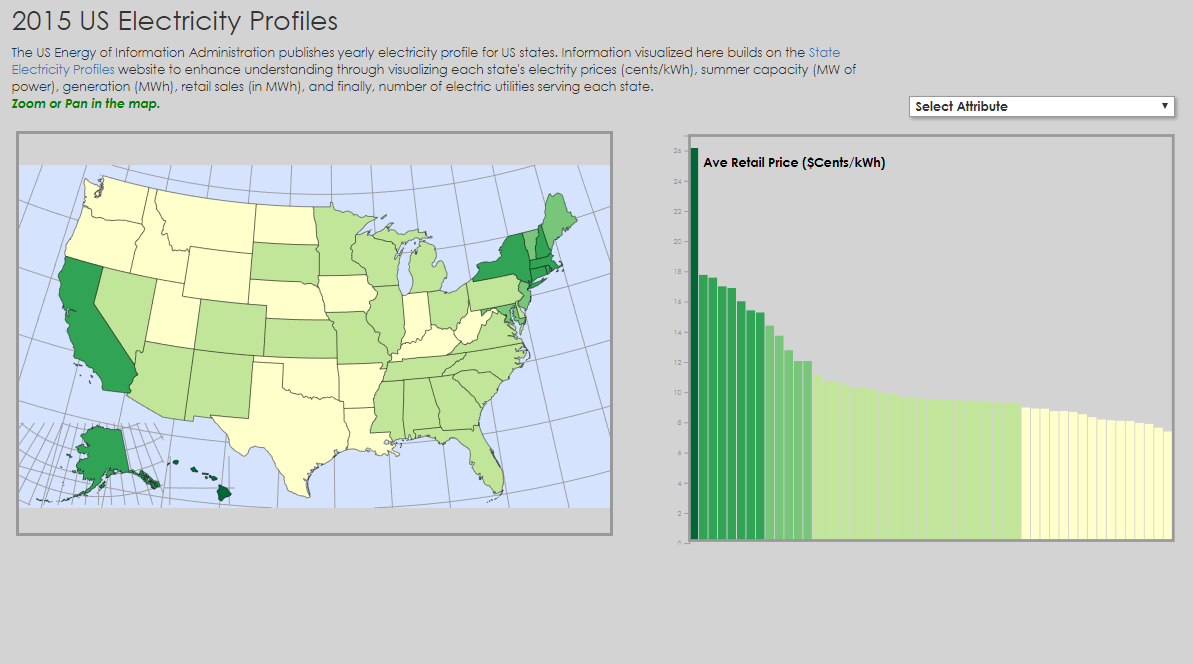 2015 US Electricity Profiles
The US Energy of Information Administration publishes yearly electricity profile for US states. Information visualized here builds on the State
Electricity Profiles website to enhance understanding through visualizing each state's electrity prices (cents/kWh), summer capacity (MW of
power), generation (MWh), retail sales (in MWh), and finally, number of electric utilities serving each state.
Zoom or Pan in the map.
Select Attribute
Ave Retail Price ($Cents/kWh)
26
24
22
20
18
16
14
12
10
8
6
4
2
0